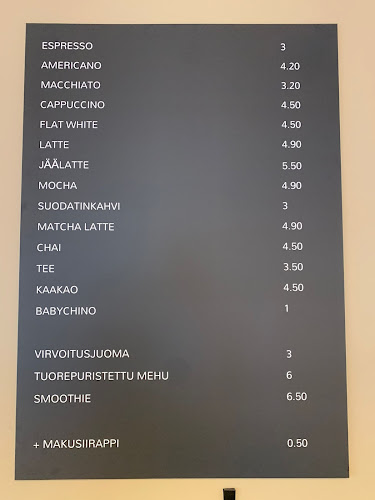 ESPRESSO 3
AMERICANO 4.20
MACCHIATO 3.20
CAPPUCCINO 4.50
FLAT WHITE 4.50
LATTE 4.90
JÄÄLATTE 5.50
MOCHA 4.90
SUODATINKAHVI 3
MATCHA LATTE 4.90
CHAI 4.50
TEE 3.50
KAAKAO 4.50
BABYCHINO 1
VIRVOITUSJUOMA 3
TUOREPURISTETTU MEHU 6
SMOOTHIE 6.50
+ MAKUSIIRAPPI 0.50